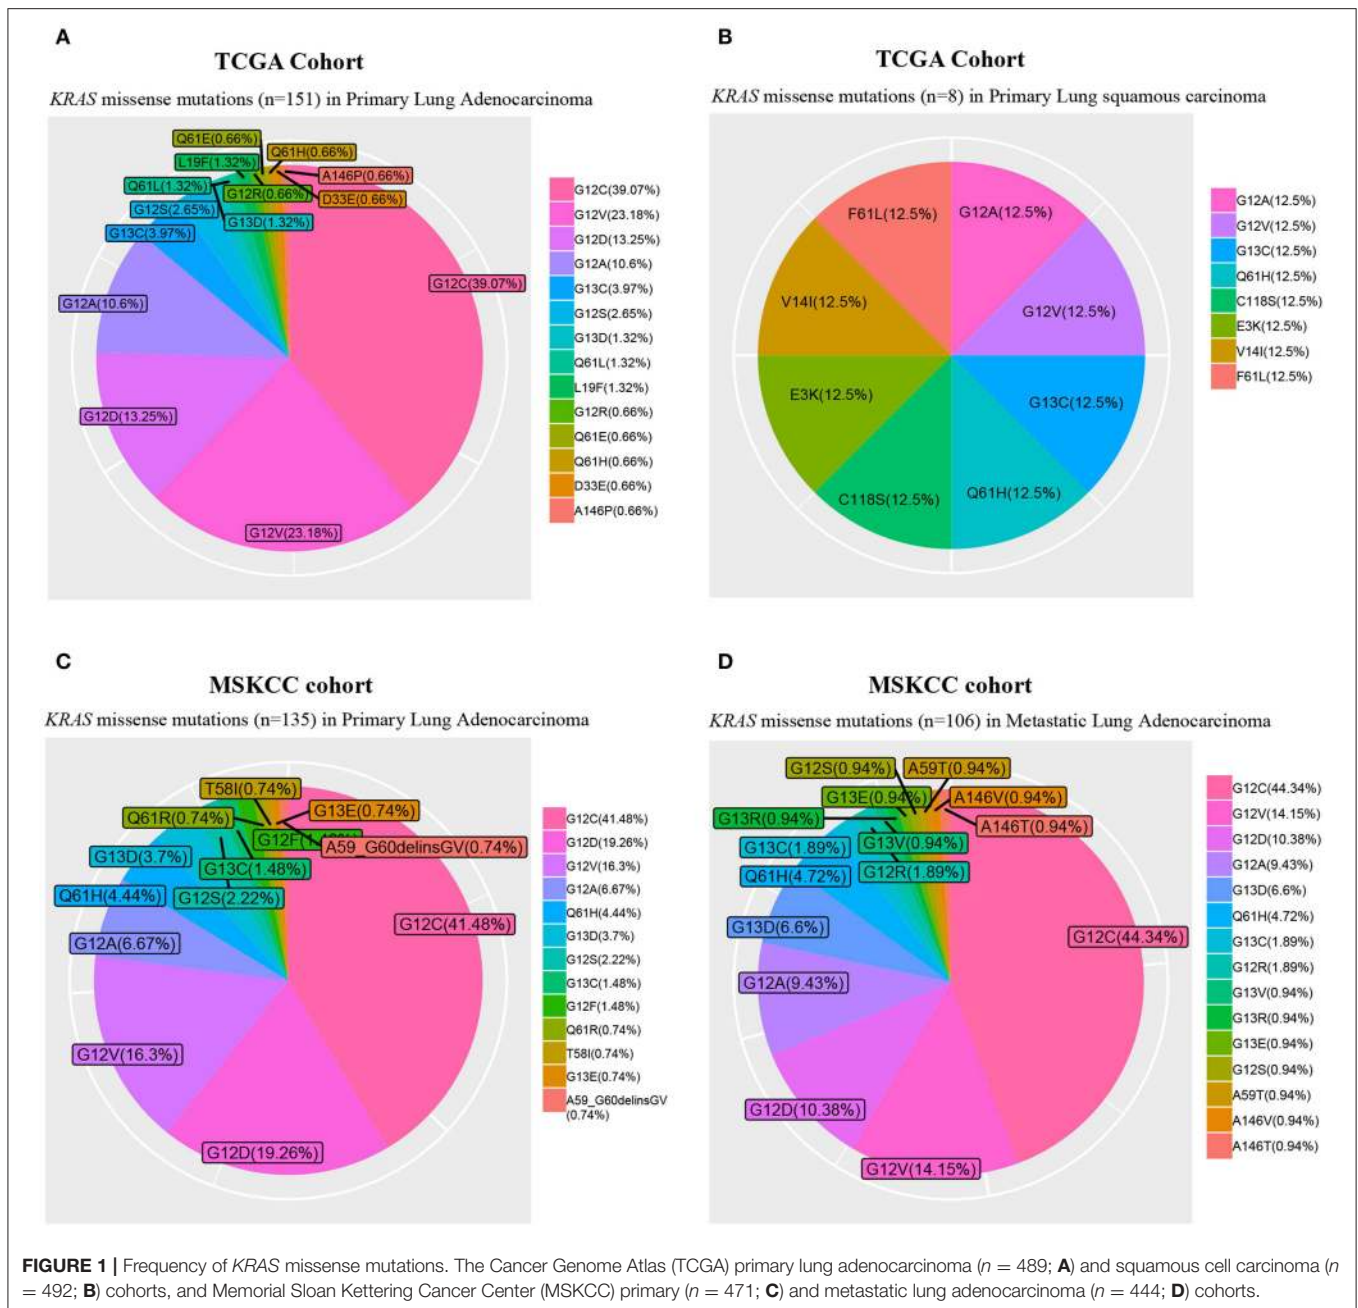 A
TCGA Cohort
KRAS missense mutations (n=151) in Primary Lung Adenocarcinoma
Q61E(0.66%)
Q61H(0.66%)
L19F(1.32%)
A146P(0.66%)
Q61L(1.32%)
G12R(0.66%)
D33E(0.66%)
G12S(2.65%)
G13D(1.32%)
G13C(3.97%)
G12C(39.07%)
G12A(10.6%)
G12D(13.25%)
G12V(23.18%)
G12C(39.07%)
G12V(23.18%)
G12D(13.25%)
G12A(10.6%)
G13C(3.97%)
G12S(2.65%)
G13D(1.32%)
Q61L(1.32%)
L19F(1.32%)
G12R(0.66%)
Q61E(0.66%)
Q61H(0.66%)
D33E(0.66%)
A146P(0.66%)
B
TCGA Cohort
KRAS missense mutations (n=8) in Primary Lung squamous carcinoma
F61L(12.5%)
G12A(12.5%)
V14I(12.5%)
G12V(12.5%)
E3K(12.5%)
G13C(12.5%)
C118S(12.5%)
Q61H(12.5%)
G12A(12.5%)
G12V(12.5%)
G13C(12.5%)
Q61H(12.5%)
C118S(12.5%)
E3K(12.5%)
V14I(12.5%)
F61L(12.5%)
C
MSKCC cohort
KRAS missense mutations (n=135) in Primary Lung Adenocarcinoma
T58I(0.74%)
G13E(0.74%)
Q61R(0.74%)
G12F(1.48%)
A59_G60delinsGV(0.74%)
G13D(3.7%)
G13C(1.48%)
Q61H(4.44%)
G12S(2.22%)
G12C(41.48%)
G12A(6.67%)
G12V(16.3%)
G12D(19.26%)
G12C(41.48%)
G12D(19.26%)
G12V(16.3%)
G12A(6.67%)
Q61H(4.44%)
G13D(3.7%)
G12S(2.22%)
G13C(1.48%)
G12F(1.48%)
Q61R(0.74%)
T58I(0.74%)
G13E(0.74%)
A59_G60delinsGV
(0.74%)
D
MSKCC cohort
KRAS missense mutations (n=106) in Metastatic Lung Adenocarcinoma
G12S(0.94%)
A59T(0.94%)
G13E(0.94%)
A146V(0.94%)
G13R(0.94%)
A146T(0.94%)
G13C(1.89%)
G13V(0.94%)
Q61H(4.72%)
G12R(1.89%)
G13D(6.6%)
G12C(44.34%)
G12A(9.43%)
G12D(10.38%)
G12V(14.15%)
G12C(44.34%)
G12V(14.15%)
G12D(10.38%)
G12A(9.43%)
G13D(6.6%)
Q61H(4.72%)
G13C(1.89%)
G12R(1.89%)
G13V(0.94%)
G13R(0.94%)
G13E(0.94%)
G12S(0.94%)
A59T(0.94%)
A146V(0.94%)
A146T(0.94%)
FIGURE 1 | Frequency of KRAS missense mutations. The Cancer Genome Atlas (TCGA) primary lung adenocarcinoma (n = 489; A) and squamous cell carcinoma (n
= 492; B) cohorts, and Memorial Sloan Kettering Cancer Center (MSKCC) primary (n = 471; C) and metastatic lung adenocarcinoma (n = 444; D) cohorts.